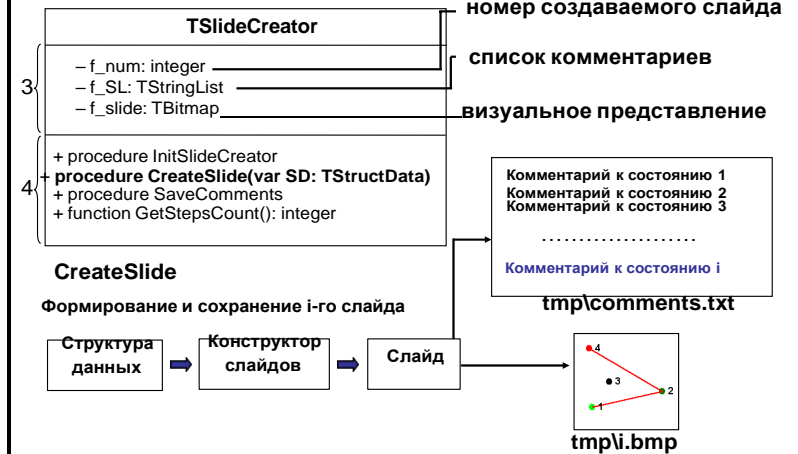 номер создаваемого слайда
TSlideCreator
3
– f_num: integer
список комментариев
– f_SL: TStringList
– f_slide: TBitmap
визуальное представление
4
+ procedure InitSlideCreator
+ procedure CreateSlide(var SD: TStructData)
+ procedure SaveComments
+ function GetStepsCount(): integer
Комментарий к состоянию 1
Комментарий к состоянию 2
Комментарий к состоянию 3
.....................
Комментарий к состоянию i
tmp\comments.txt
CreateSlide
Формирование и сохранение i-го слайда
Структура
данных
Конструктор
слайдов
Слайд
4
3
2
1
tmp\i.bmp